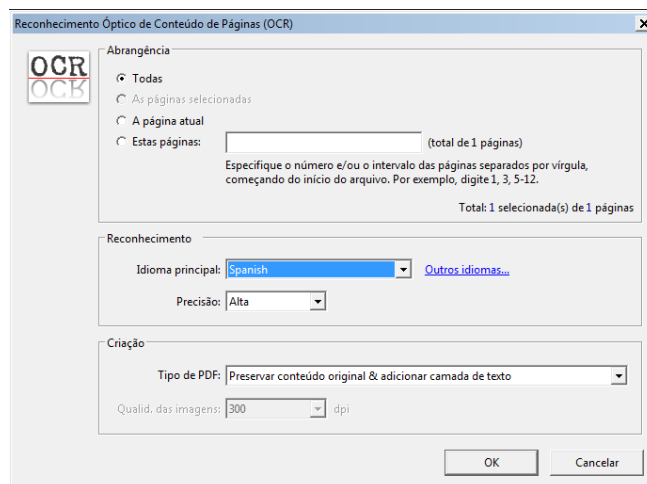 Reconhecimento Óptico de Conteúdo de Páginas (OCR)
OCR
Abrangência
Todas
As páginas selecionadas
A página atual
Estas páginas: (total de 1 páginas)
Especifique o número e/ou o intervalo das páginas separados por vírgula,
começando do início do arquivo. Por exemplo, digite 1, 3, 5-12.
Total: 1 selecionada(s) de 1 páginas
Reconhecimento
Idioma principal: Spanish Outros idiomas...
Precisão: Alta
Criação
Tipo de PDF: Preservar conteúdo original & adicionar camada de texto
Qualid. das imagens: 300 dpi
OK Cancelar